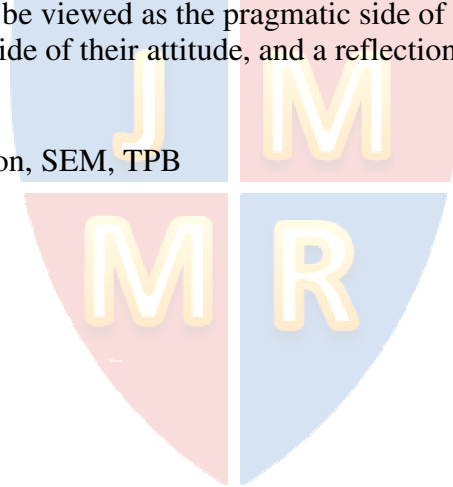 be viewed as the pragmatic side of
ide of their attitude, and a reflection
on, SEM, TPB
J M
M R